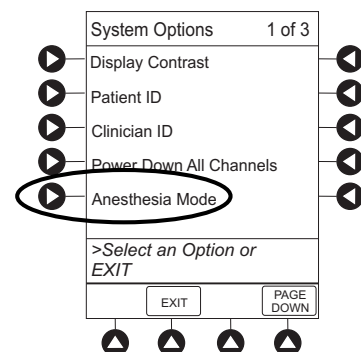 System Options 1 of 3
Display Contrast
Patient ID
Clinician ID
Power Down All Channels
Anesthesia Mode
>Select an Option or
EXIT
EXIT
PAGE
DOWN